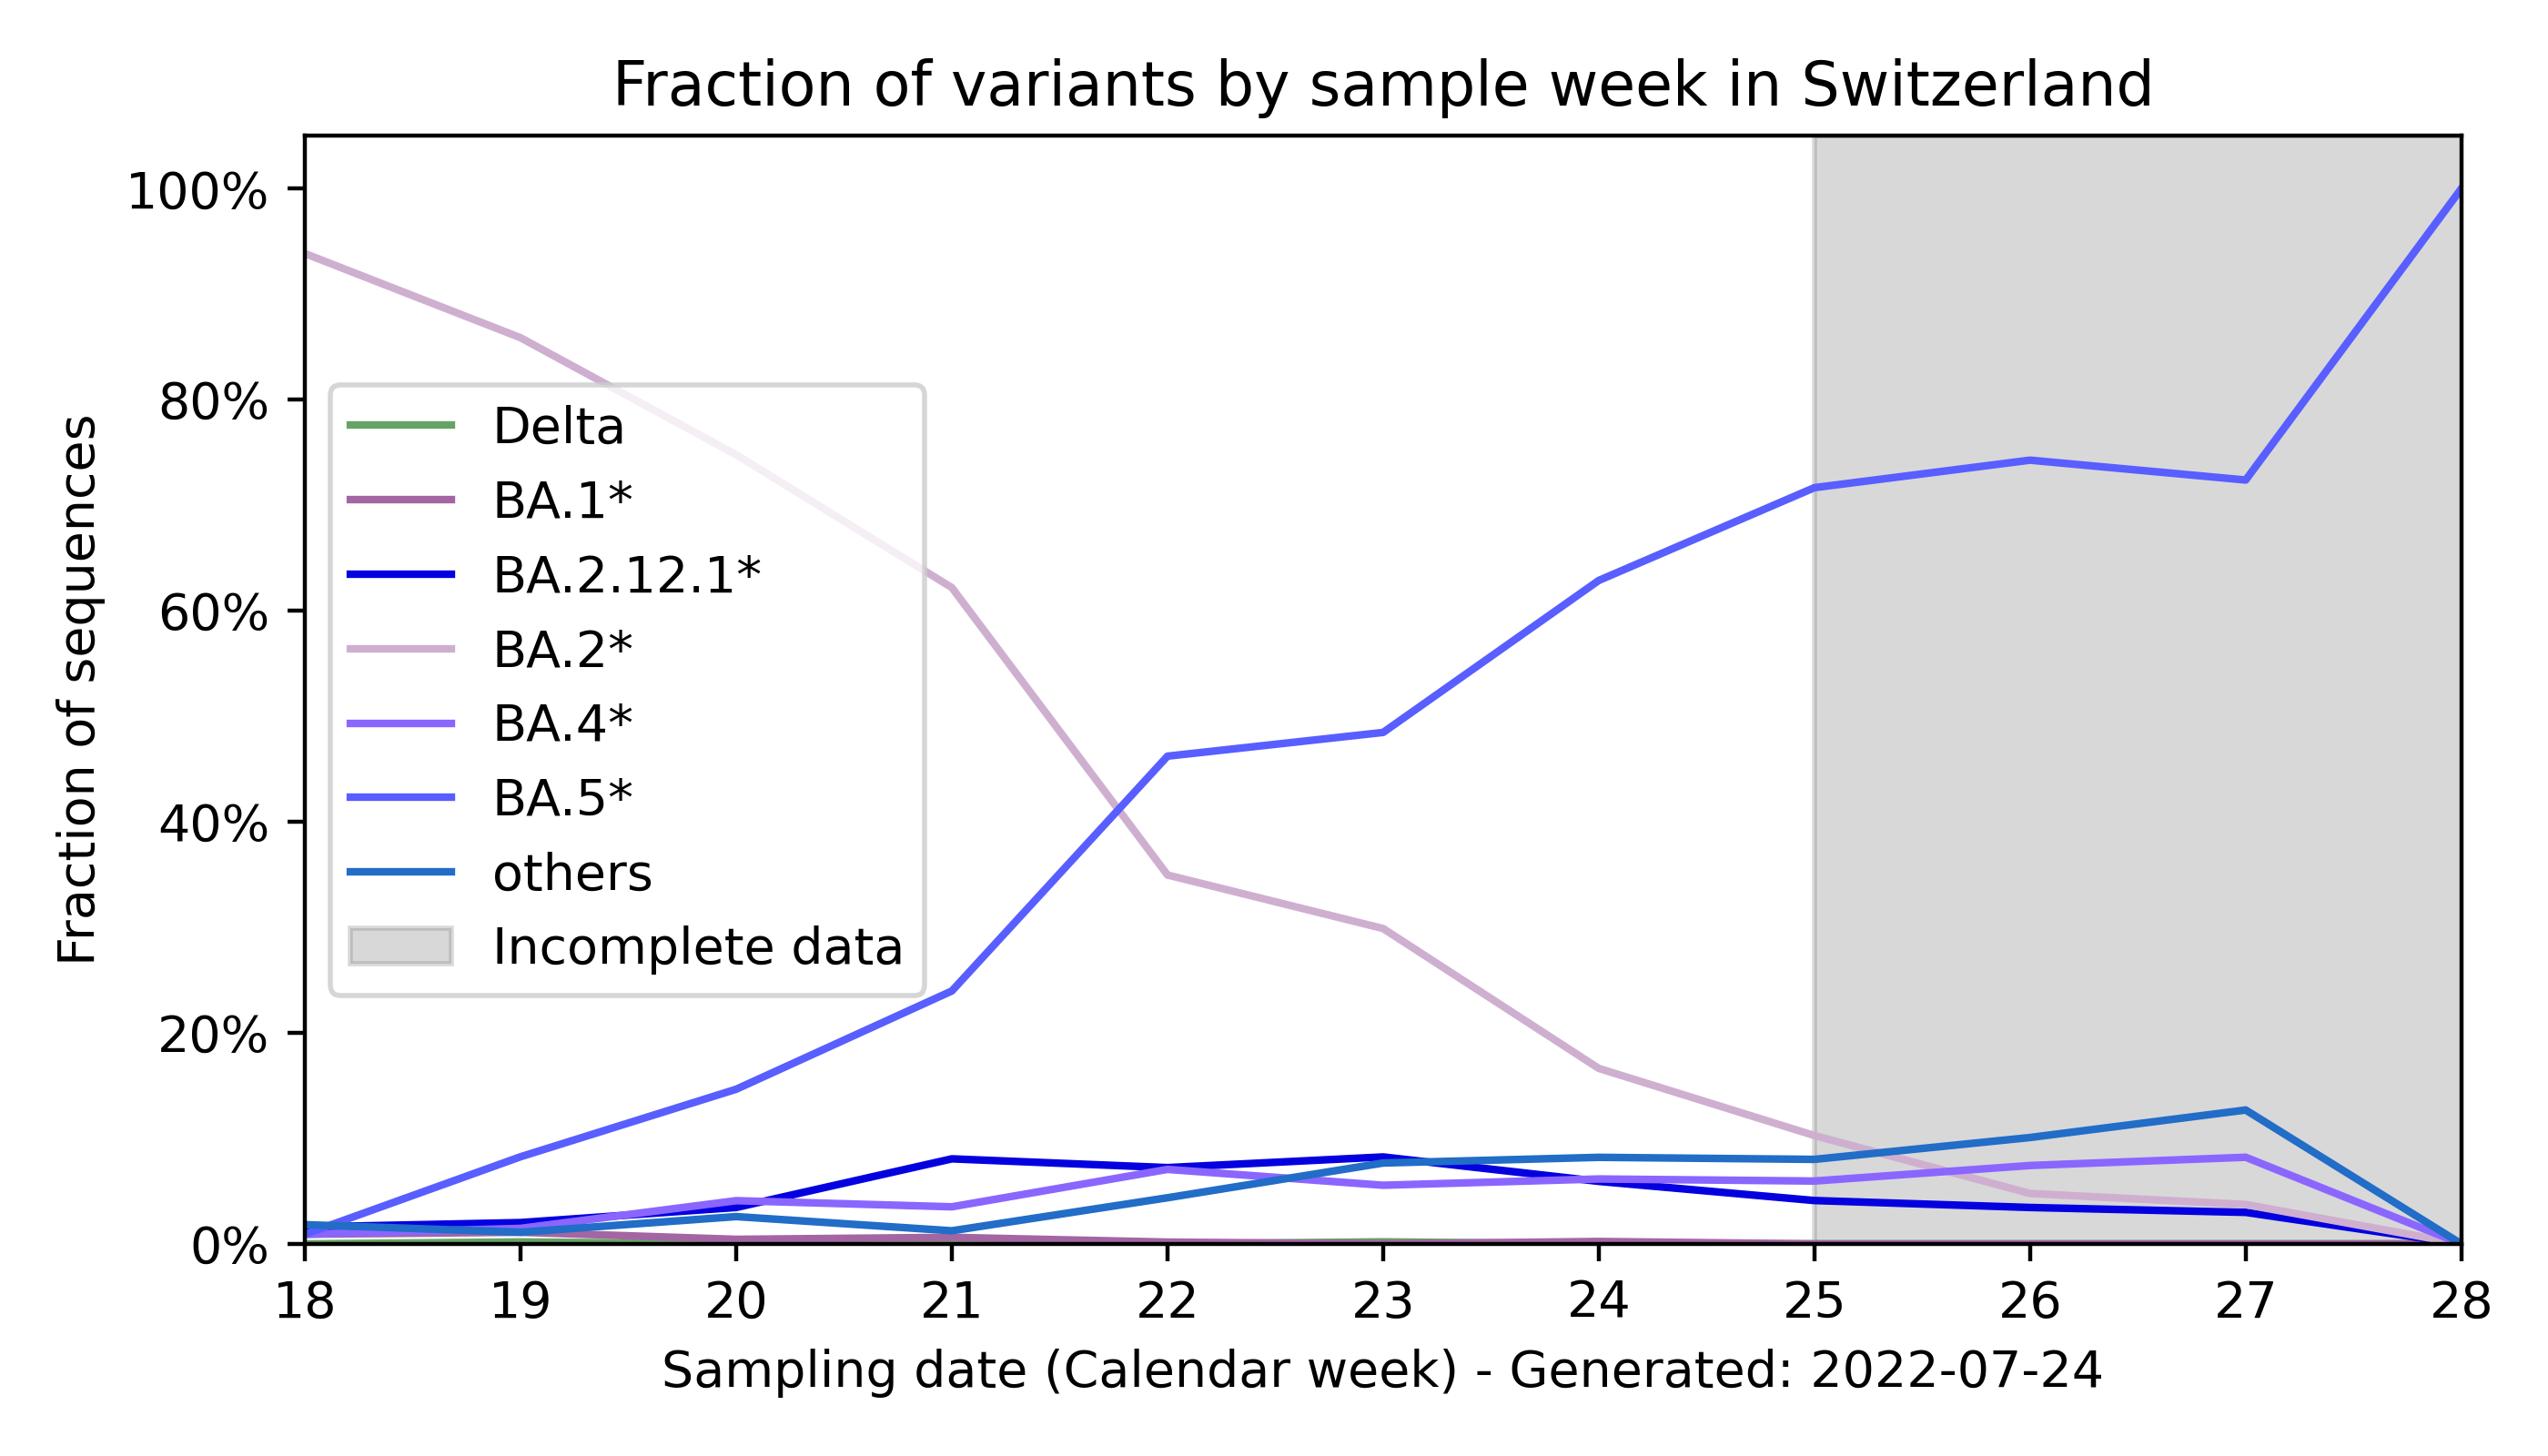 Fraction of variants by sample week in Switzerland
Fraction of sequences
100%
80%
60%
40%
20%
0%
Delta
BA.1*
BA.2.12.1*
BA.2*
BA.4*
BA.5*
others
Incomplete data
18 19 20 21 22 23 24 25 26 27 28
Sampling date (Calendar week) - Generated: 2022-07-24